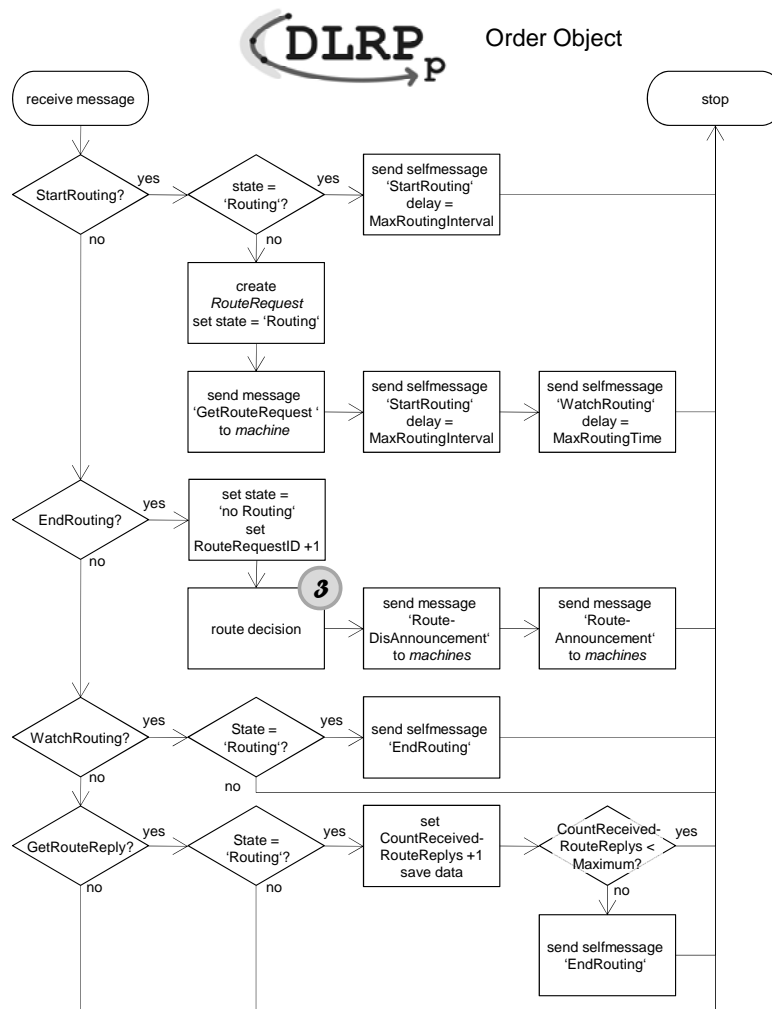 DLRP
p
Order Object
receive message
stop
StartRouting?
yes
no
state =
‘Routing‘?
yes
no
send selfmessage
‘StartRouting‘
delay =
MaxRoutingInterval
create
RouteRequest
set state = ‘Routing‘
send message
‘GetRouteRequest ‘
to machine
send selfmessage
‘StartRouting‘
delay =
MaxRoutingInterval
send selfmessage
‘WatchRouting‘
delay =
MaxRoutingTime
EndRouting?
yes
no
set state =
‘no Routing‘
set
RouteRequestID +1
3
route decision
send message
‘Route-
DisAnnouncement‘
to machines
send message
‘Route-
Announcement‘
to machines
WatchRouting?
yes
no
State =
‘Routing‘?
yes
no
send selfmessage
‘EndRouting‘
GetRouteReply?
yes
no
State =
‘Routing‘?
yes
no
set
CountReceived-
RouteReplys +1
save data
CountReceived-
RouteReplys <
Maximum?
yes
no
send selfmessage
‘EndRouting‘